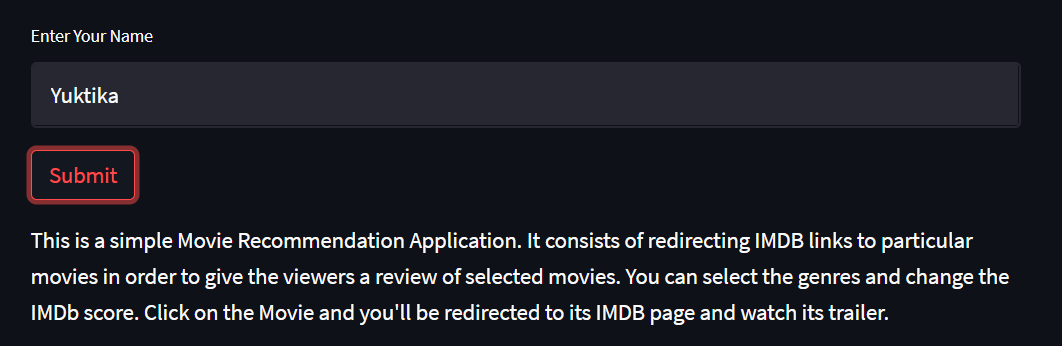 Enter Your Name
Yuktika
Submit
This is a simple Movie Recommendation Application. It consists of redirecting IMDB links to particular
movies in order to give the viewers a review of selected movies. You can select the genres and change the
IMDb score. Click on the Movie and you'll be redirected to its IMDB page and watch its trailer.